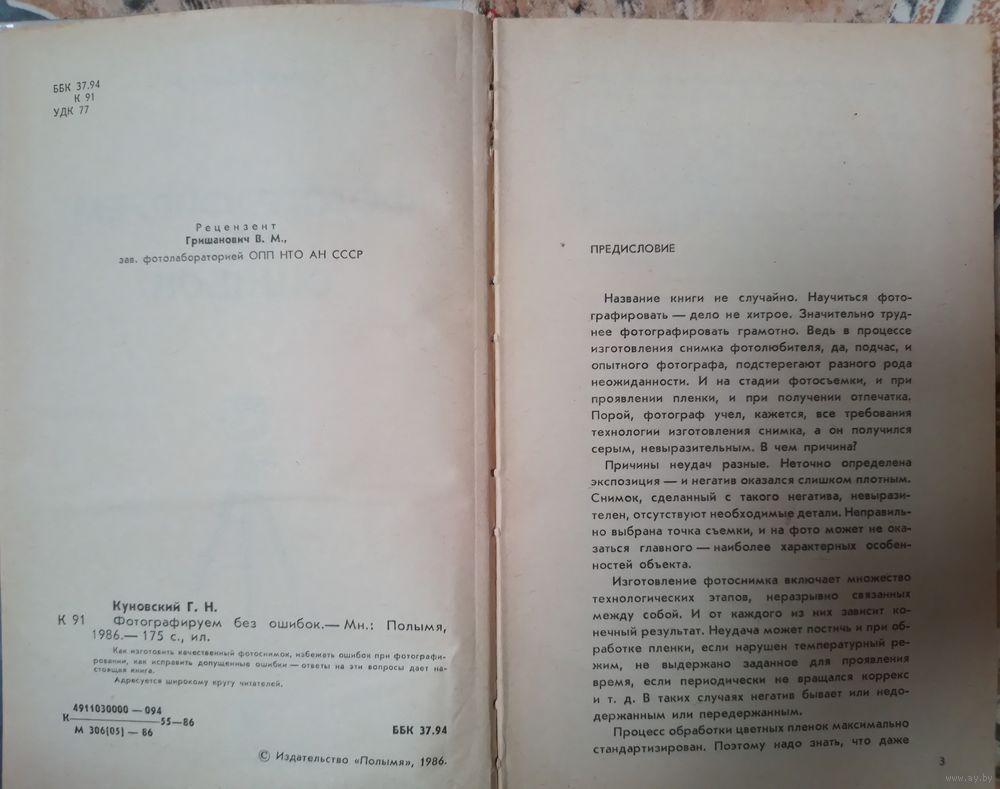 ББК 37.94
К 91
УДК 77
Рецензент
Гришанович В. М.,
зав. фотолабораторией ОПП НТО АН СССР
Куновский Г. Н.
К 91 Фотографируем без ошибок.— Мн.: Полымя,
1986.— 175 с., ил.
Как изготовить качественный фотоснимок, избежать ошибок при фотографи-
ровании, как исправить допущенные ошибки — ответы на эти вопросы дает на-
стоящая книга.
Адресуется широкому кругу читателей.
4911030000 —094
К————55—86
М 306(05) — 86
ББК 37.94
© Издательство «Полымя», 1986.
ПРЕДИСЛОВИЕ
Название книги не случайно. Научиться фото-
графировать — дело не хитрое. Значительно труд-
нее фотографировать грамотно. Ведь в процессе
изготовления снимка фотолюбителя, да, подчас, и
опытного фотографа, подстерегают разного рода
неожиданности. И на стадии фотосъемки, и при
проявлении пленки, и при получении отпечатка.
Порой, фотограф учел, кажется, все требования
технологии изготовления снимка, а он получился
серым, невыразительным. В чем причина?
Причины неудач разные. Неточно определена
экспозиция — и негатив оказался слишком плотным.
Снимок, сделанный с такого негатива, невырази-
телен, отсутствуют необходимые детали. Неправиль-
но выбрана точка съемки, и на фото может не ока-
заться главного — наиболее характерных особен-
ностей объекта.
Изготовление фотоснимка включает множество
технологических этапов, неразрывно связанных
между собой. И от каждого из них зависит ко-
нечный результат. Неудача может постичь и при об-
работке пленки, если нарушен температурный ре-
жим, не выдержано заданное для проявления
время, если периодически не вращался коррекс
и т. д. В таких случаях негатив бывает или недо-
держанным или передержанным.
Процесс обработки цветных пленок максимально
стандартизирован. Поэтому надо знать, что даже
3
www.ay.by